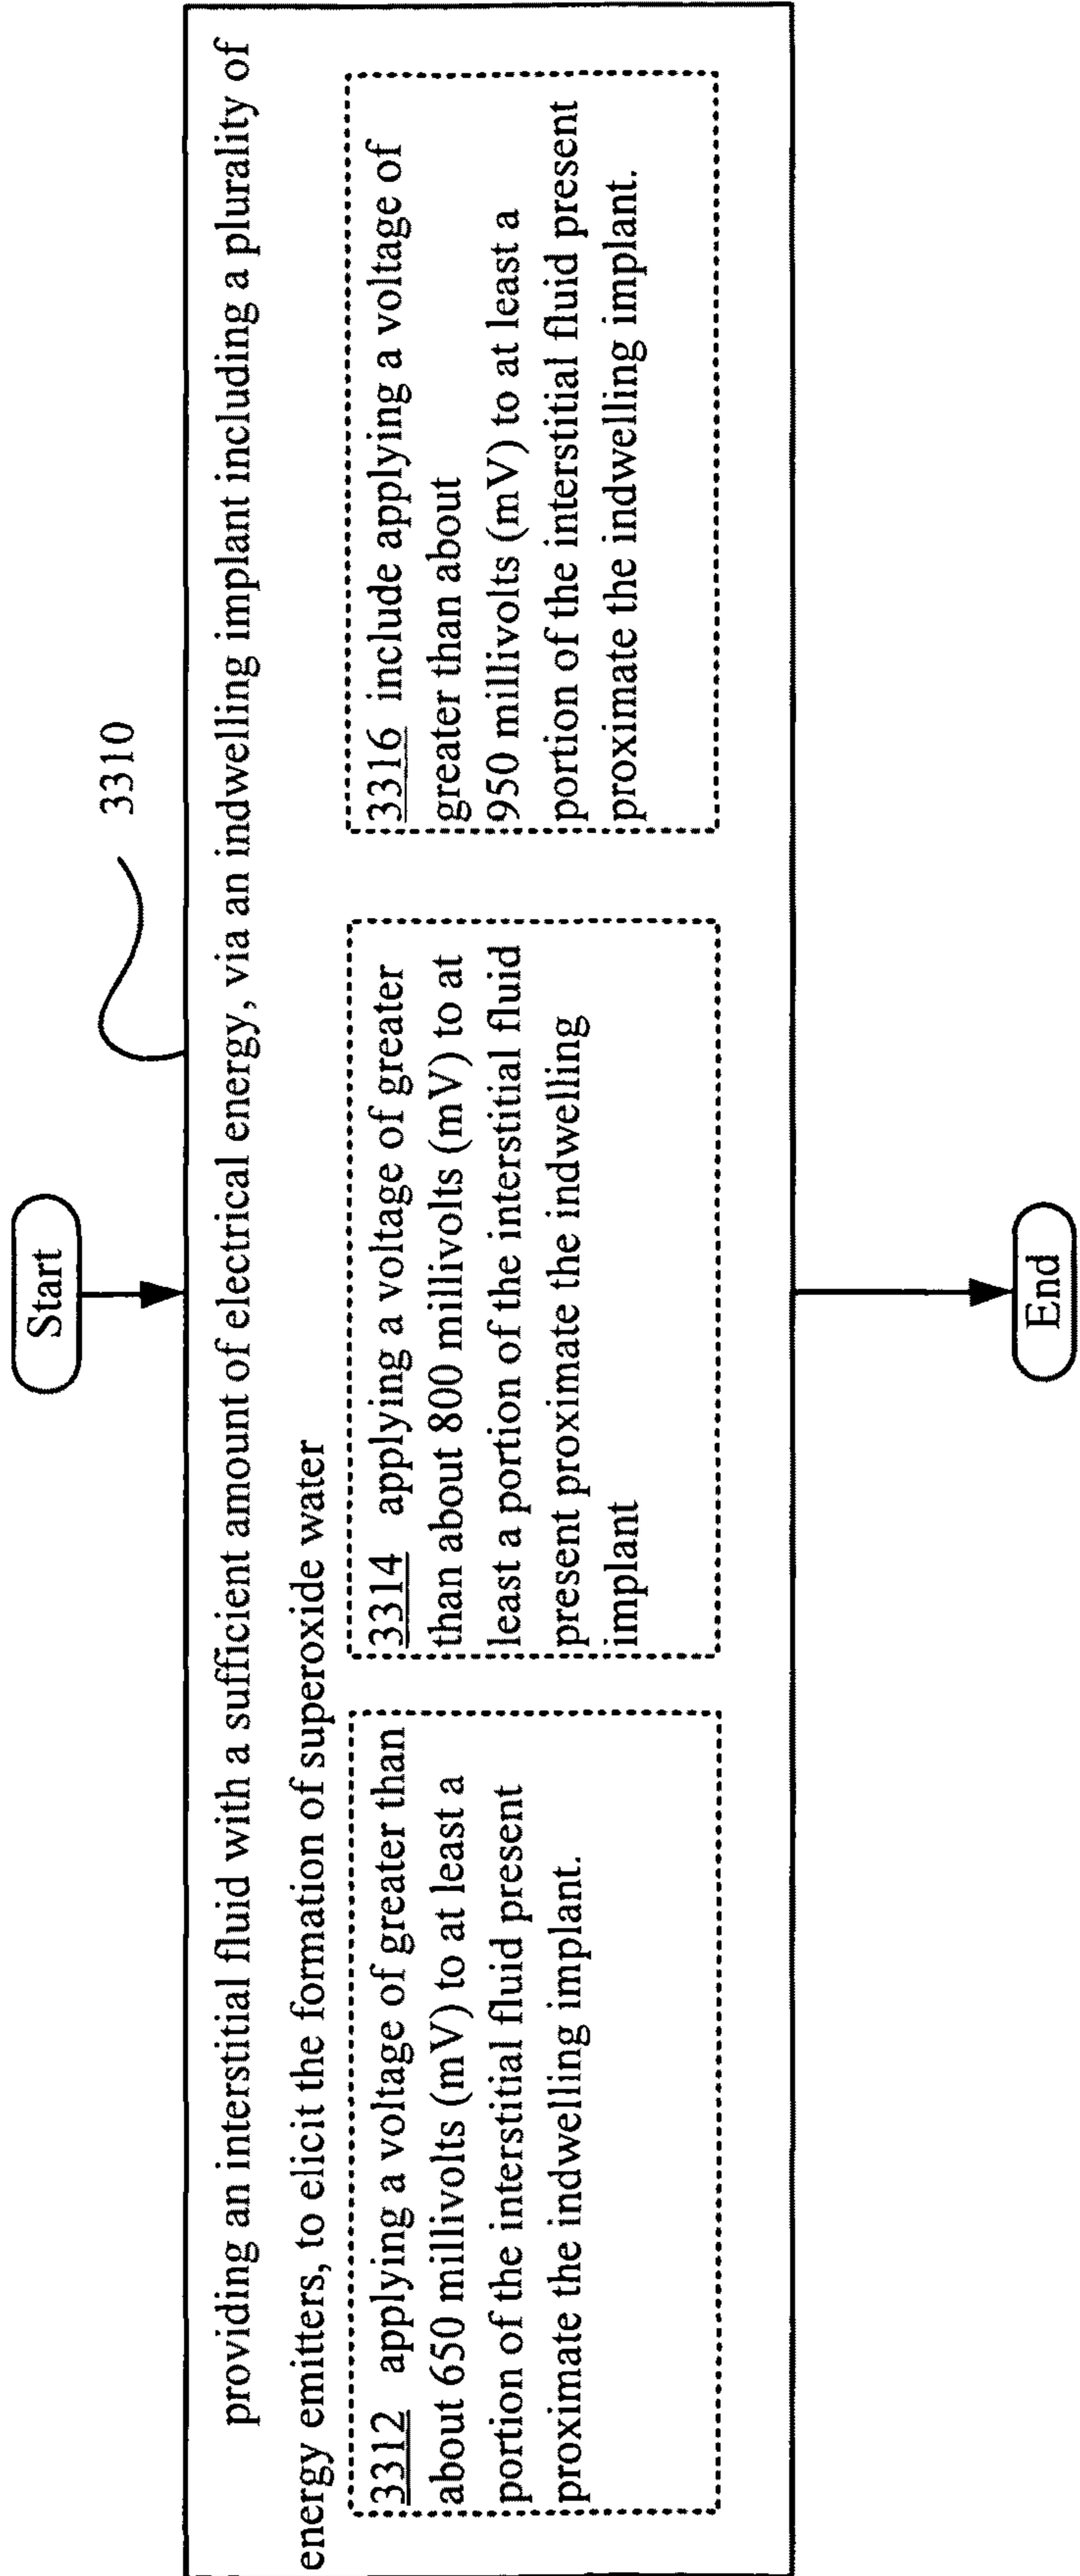 Start
3310
providing an interstitial fluid with a sufficient amount of electrical energy, via an indwelling implant including a plurality of
energy emitters, to elicit the formation of superoxide water
3312 applying a voltage of greater than
about 650 millivolts (mV) to at least a
portion of the interstitial fluid present
proximate the indwelling implant.
3314 applying a voltage of greater
than about 800 millivolts (mV) to at
least a portion of the interstitial fluid
present proximate the indwelling
implant
3316 include applying a voltage of
greater than about
950 millivolts (mV) to at least a
portion of the interstitial fluid present
proximate the indwelling implant.
End